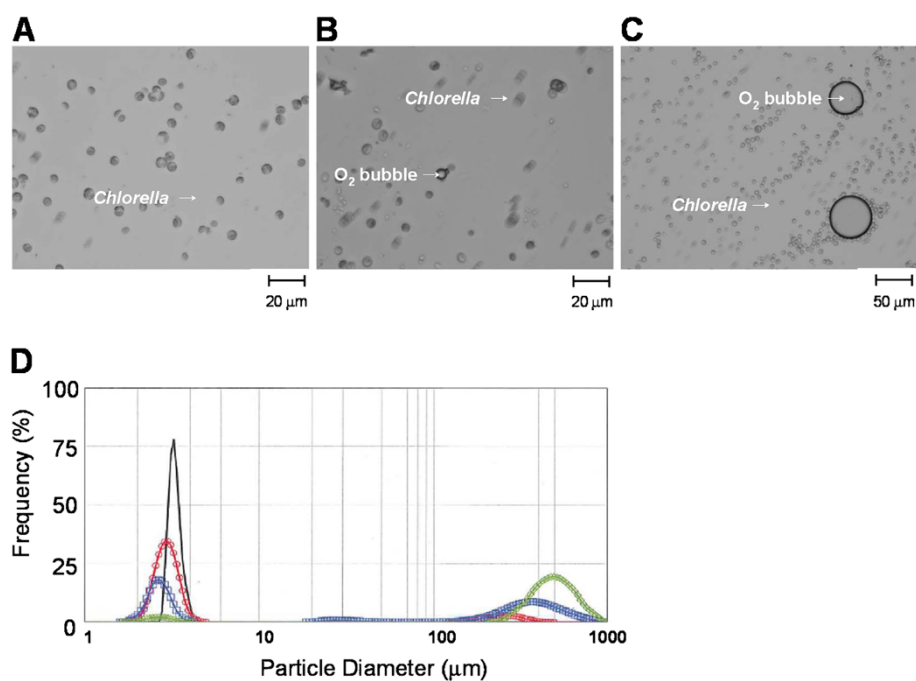 A
B
C
Chlorella →
Chlorella →
O₂ bubble →
O₂ bubble →
Chlorella →
20 μm
20 μm
50 μm
D
100
75
50
25
0
Frequency (%)
1
10
100
1000
Particle Diameter (μm)